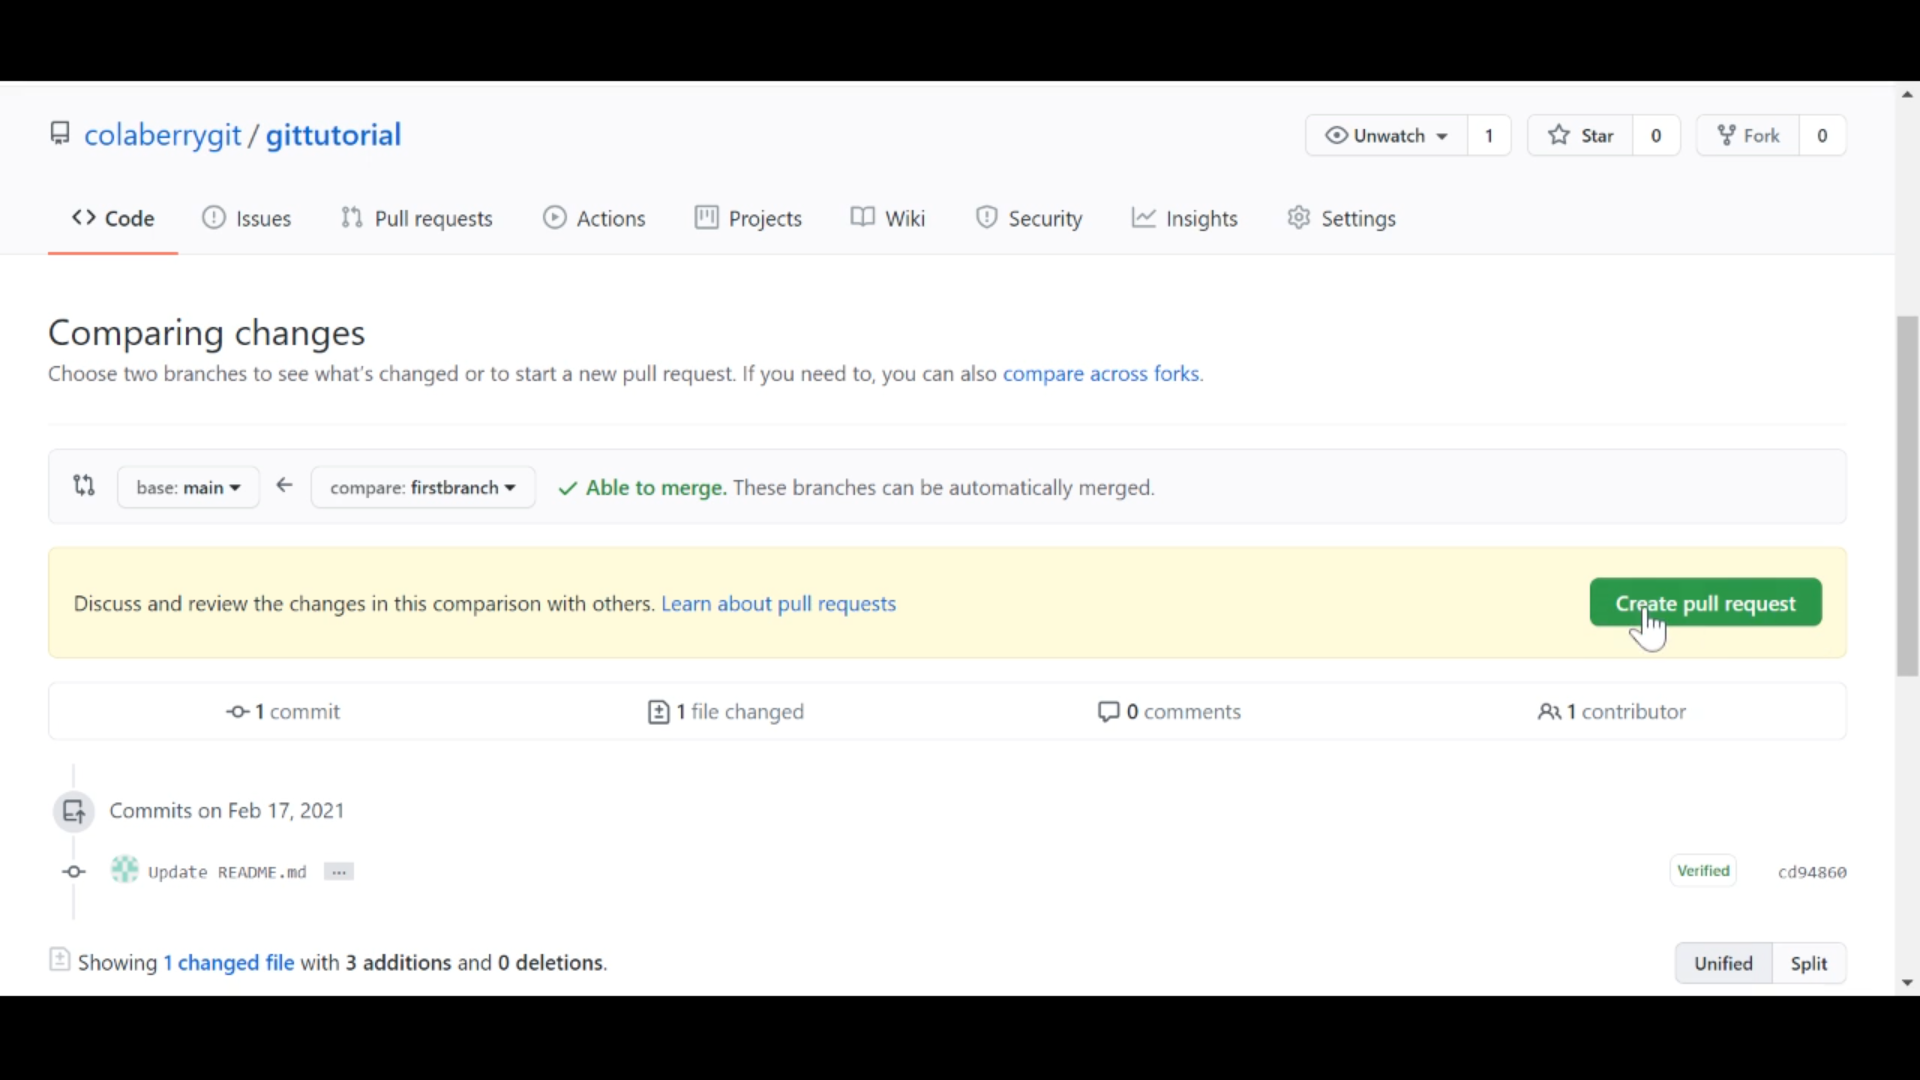 colaberrygit / gittutorial
Unwatch 1 Star 0 Fork 0
Code Issues Pull requests Actions Projects Wiki Security Insights Settings
Comparing changes
Choose two branches to see what's changed or to start a new pull request. If you need to, you can also compare across forks.
base: main compare: firstbranch Able to merge. These branches can be automatically merged.
Discuss and review the changes in this comparison with others. Learn about pull requests Create pull request
1 commit 1 file changed 0 comments 1 contributor
Commits on Feb 17, 2021
Update README.md ... Verified cd94860
Showing 1 changed file with 3 additions and 0 deletions. Unified Split